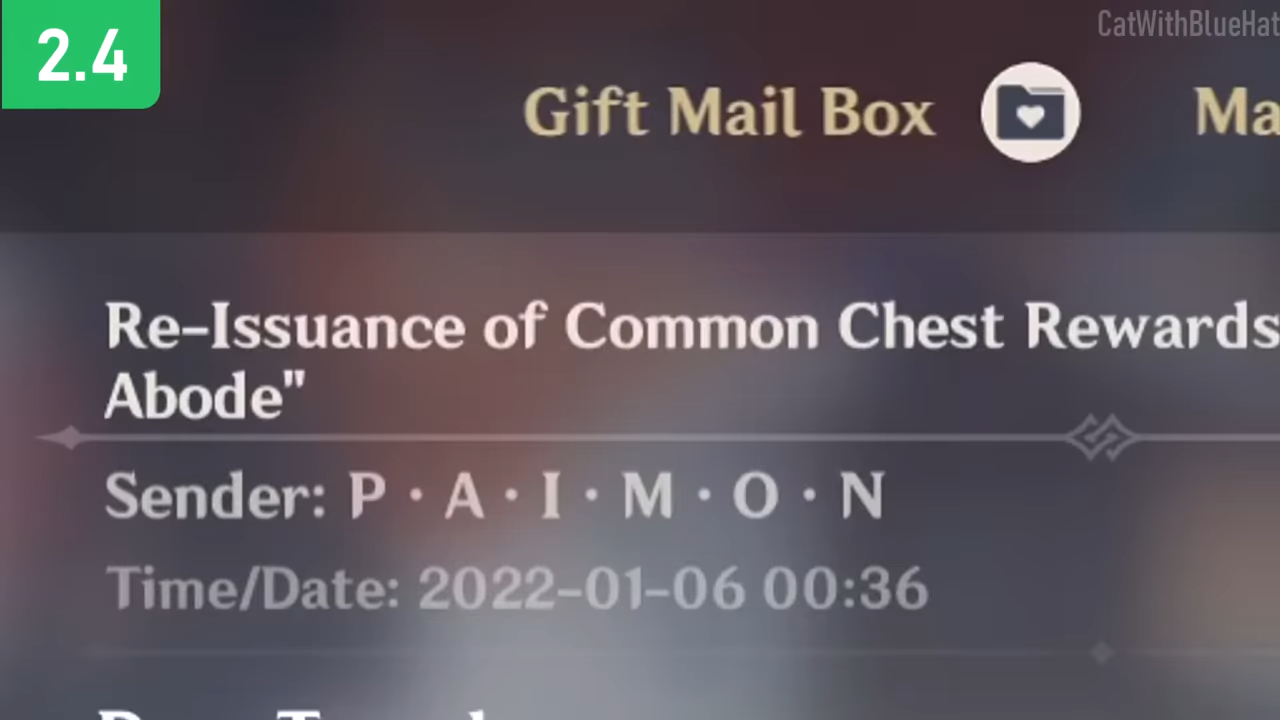 2.4
CatWithBlueHat
Gift Mail Box
Ma
Re-Issuance of Common Chest Rewards
Abode"
Sender: P · A · I · M · O · N
Time/Date: 2022-01-06 00:36